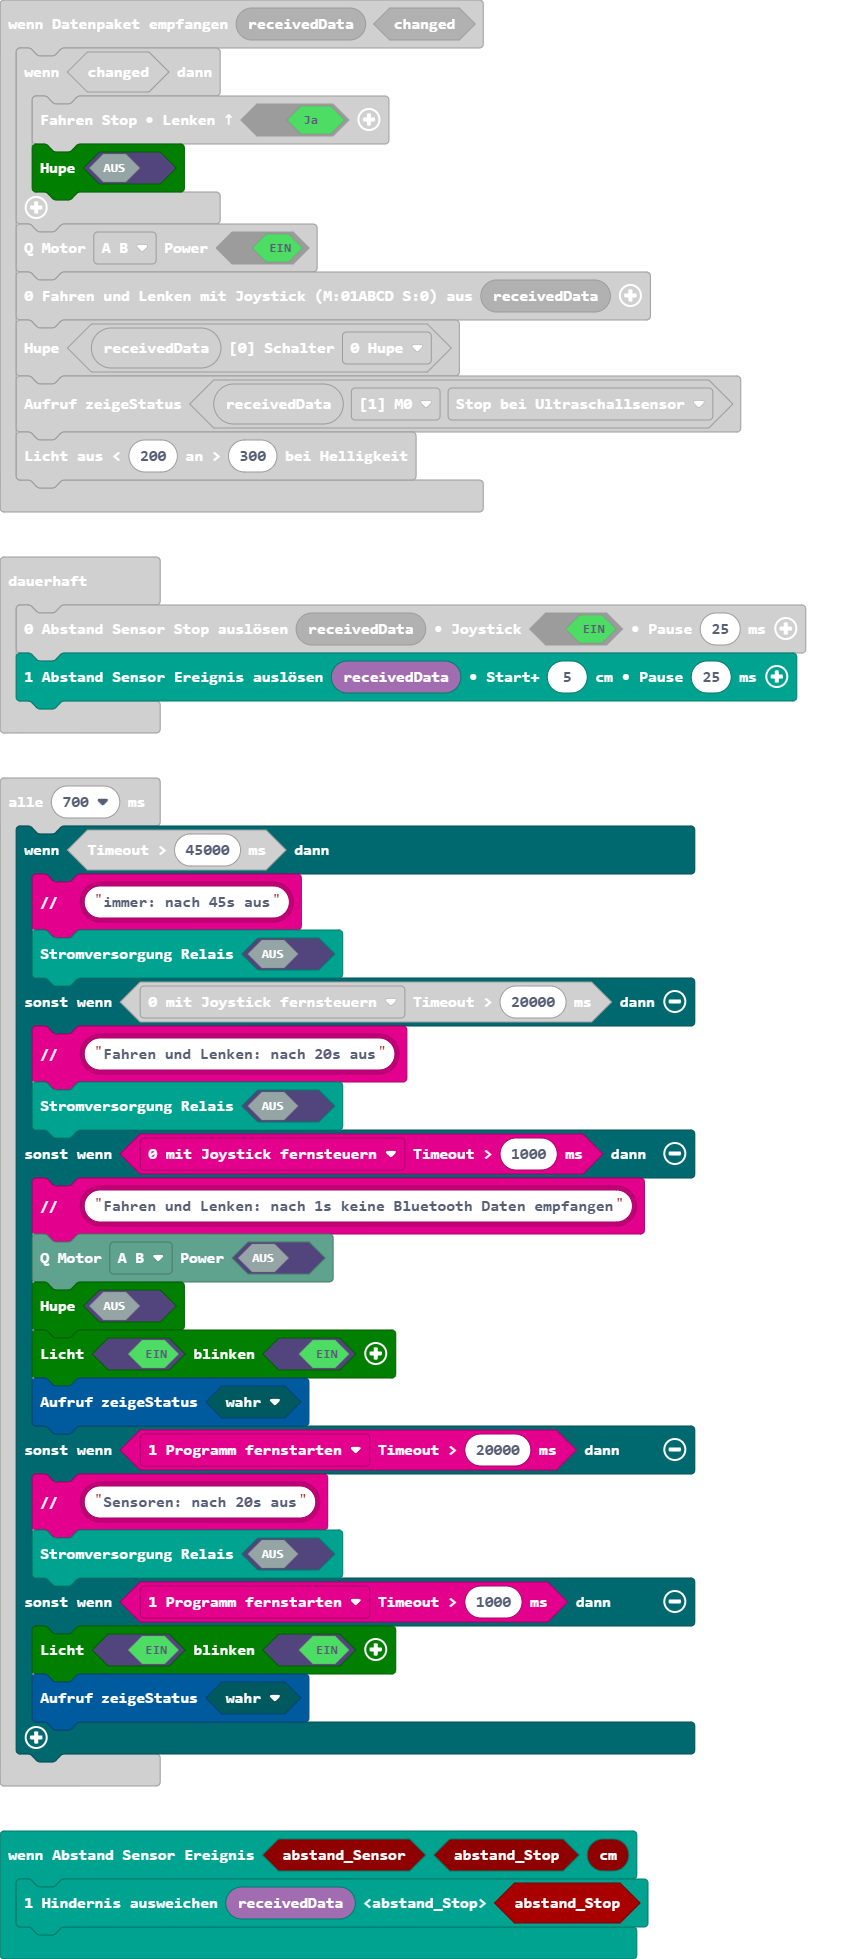 wenn Datenpaket empfangen receivedData changed
wenn changed dann
Fahren Stop • Lenken ↑ Ja
Hupe AUS
Q Motor A B Power EIN
0 Fahren und Lenken mit Joystick (M:01ABCD S:0) aus receivedData
Hupe receivedData [0] Schalter 0 Hupe
Aufruf zeigeStatus receivedData [1] M0 Stop bei Ultraschallsensor
Licht aus < 200 an > 300 bei Helligkeit
dauerhaft
0 Abstand Sensor Stop auslösen receivedData • Joystick EIN • Pause 25 ms
1 Abstand Sensor Ereignis auslösen receivedData • Start+ 5 cm • Pause 25 ms
alle 700 ms
wenn Timeout > 45000 ms dann
// "immer: nach 45s aus"
Stromversorgung Relais AUS
sonst wenn 0 mit Joystick fernsteuern Timeout > 20000 ms dann
// "Fahren und Lenken: nach 20s aus"
Stromversorgung Relais AUS
sonst wenn 0 mit Joystick fernsteuern Timeout > 1000 ms dann
// "Fahren und Lenken: nach 1s keine Bluetooth Daten empfangen"
Q Motor A B Power AUS
Hupe AUS
Licht EIN blinken EIN
Aufruf zeigeStatus wahr
sonst wenn 1 Programm fernstarten Timeout > 20000 ms dann
// "Sensoren: nach 20s aus"
Stromversorgung Relais AUS
sonst wenn 1 Programm fernstarten Timeout > 1000 ms dann
Licht EIN blinken EIN
Aufruf zeigeStatus wahr
wenn Abstand Sensor Ereignis abstand_Sensor abstand_Stop cm
1 Hindernis ausweichen receivedData <abstand_Stop> abstand_Stop